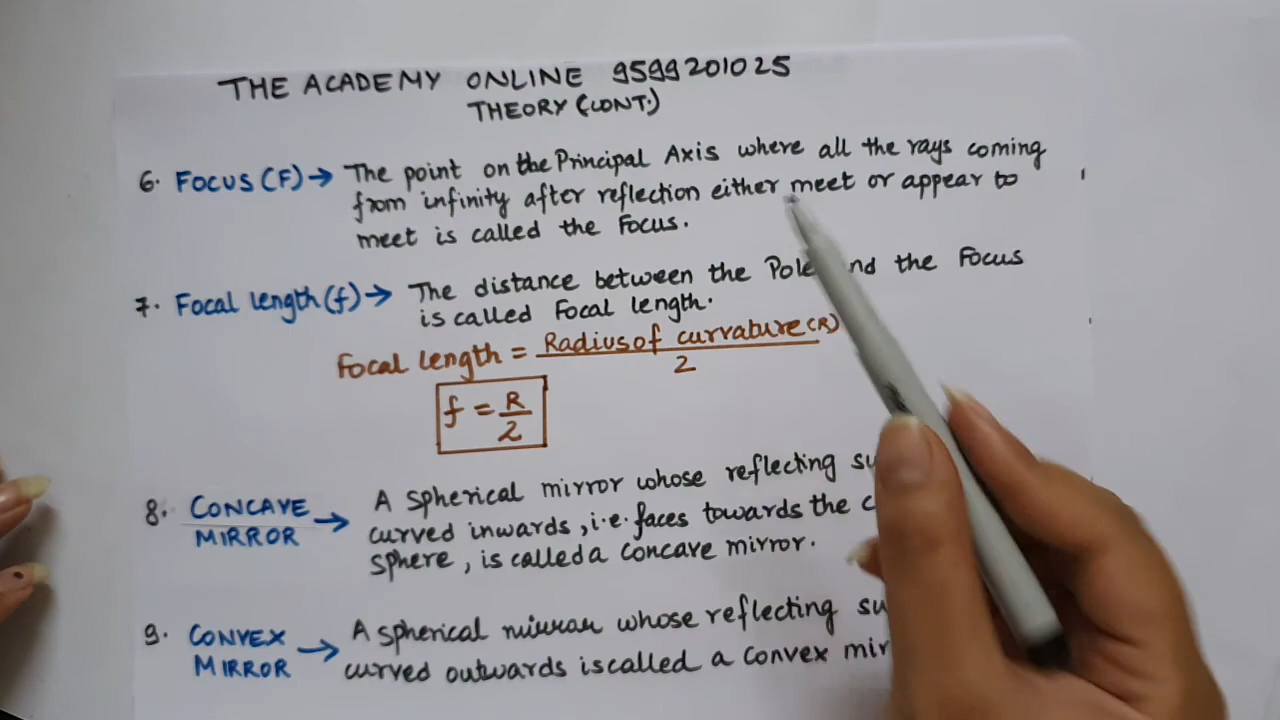 THE ACADEMY ONLINE 9599201025
THEORY (CONT.)
6. FOCUS (F) → The point on the Principal Axis where all the rays coming
from infinity after reflection either meet or appear to
meet is called the Focus.
7. Focal length (f) → The distance between the Pole and the Focus
is called Focal length.
Focal length = Radius of curvature (R)
2
f = R
2
8. CONCAVE MIRROR → A spherical mirror whose reflecting
curved inwards, i.e. faces towards the
sphere, is called a concave mirror.
9. CONVEX MIRROR → A spherical mirror whose reflecting
curved outwards is called a convex